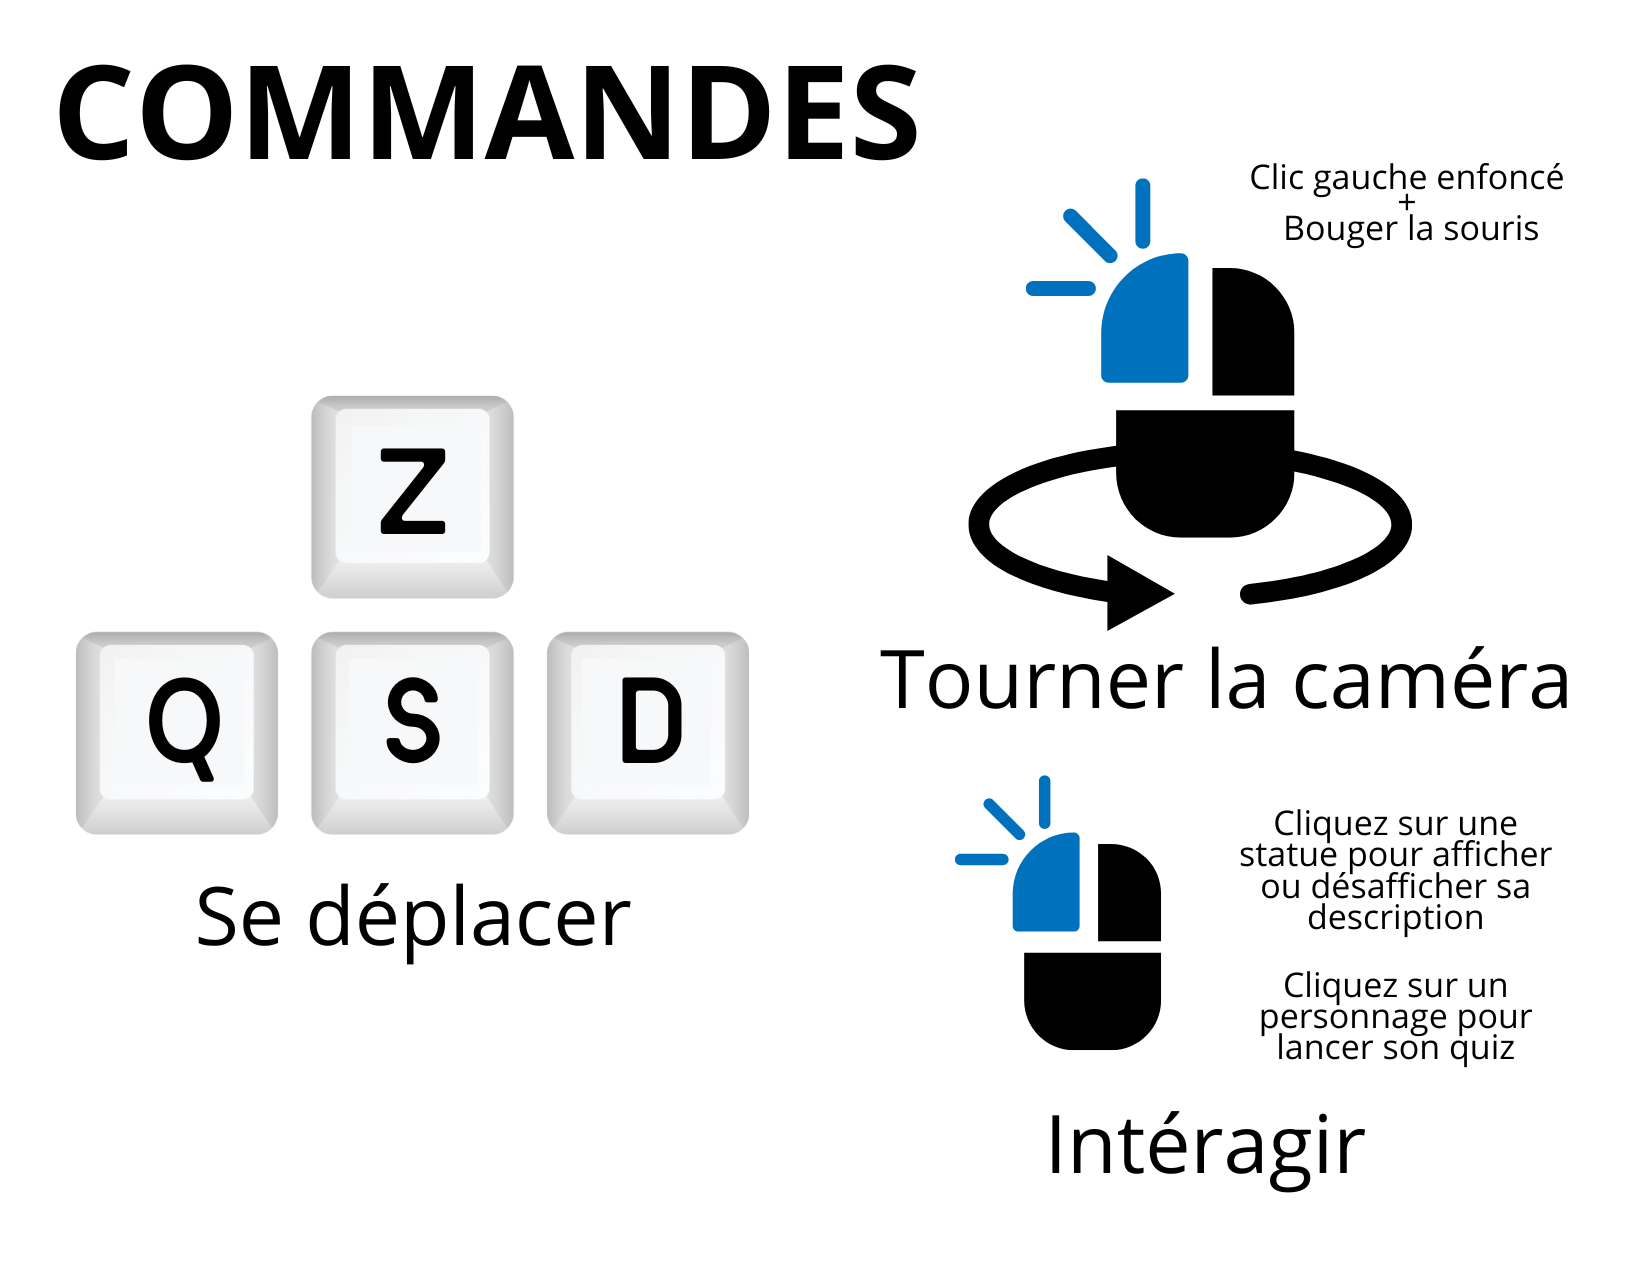 COMMANDES
Clic gauche enfoncé
+
Bouger la souris
Z
Q S D
Se déplacer
Tourner la caméra
Cliquez sur une
statue pour afficher
ou désafficher sa
description
Cliquez sur un
personnage pour
lancer son quiz
Intéragir